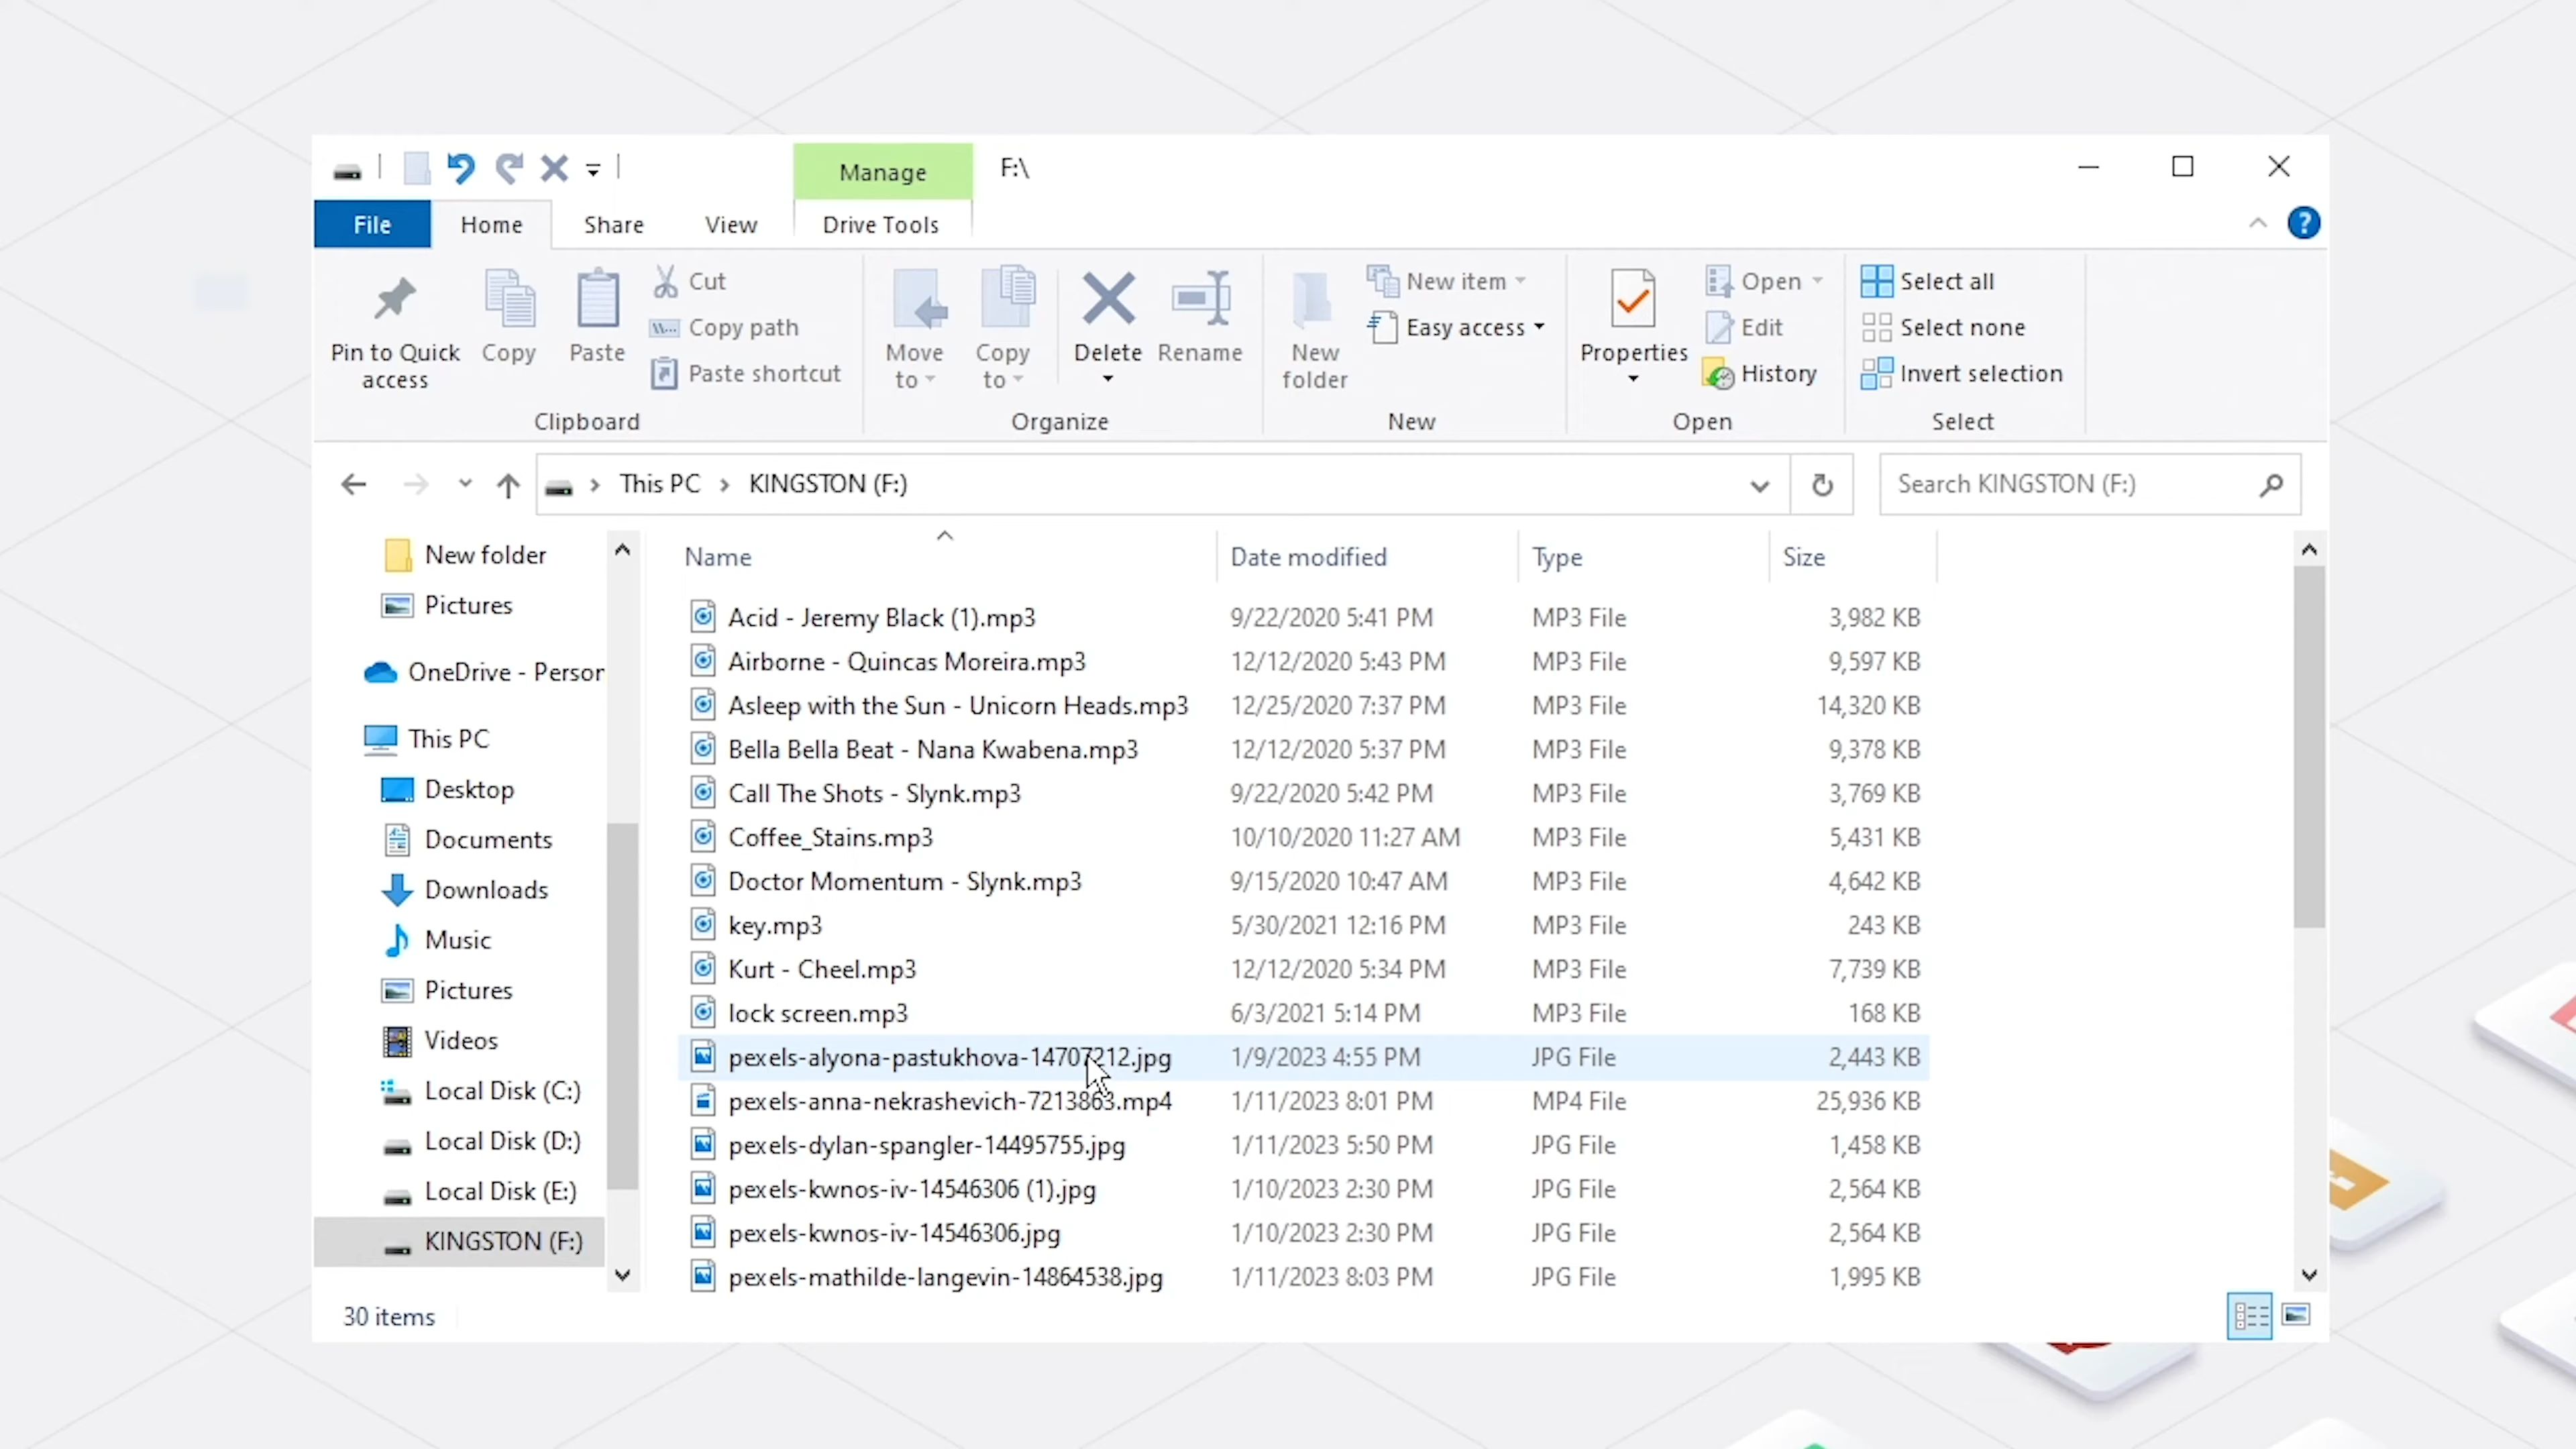 Manage F:\
File Home Share View Drive Tools
Pin to Quick access Copy Paste Cut
Copy path
Paste shortcut
Move to Copy to Delete Rename
New folder New item
Easy access
Properties Open
Edit
History
Select all
Select none
Invert selection
Clipboard Organize New Open Select
This PC KINGSTON (F:) Search KINGSTON (F:)
New folder
Pictures
OneDrive - Person
This PC
Desktop
Documents
Downloads
Music
Pictures
Videos
Local Disk (C:)
Local Disk (D:)
Local Disk (E:)
KINGSTON (F:)
Name Date modified Type Size
Acid - Jeremy Black (1).mp3 9/22/2020 5:41 PM MP3 File 3,982 KB
Airborne - Quincas Moreira.mp3 12/12/2020 5:43 PM MP3 File 9,597 KB
Asleep with the Sun - Unicorn Heads.mp3 12/25/2020 7:37 PM MP3 File 14,320 KB
Bella Bella Beat - Nana Kwabena.mp3 12/12/2020 5:37 PM MP3 File 9,378 KB
Call The Shots - Slynk.mp3 9/22/2020 5:42 PM MP3 File 3,769 KB
Coffee_Stains.mp3 10/10/2020 11:27 AM MP3 File 5,431 KB
Doctor Momentum - Slynk.mp3 9/15/2020 10:47 AM MP3 File 4,642 KB
key.mp3 5/30/2021 12:16 PM MP3 File 243 KB
Kurt - Cheel.mp3 12/12/2020 5:34 PM MP3 File 7,739 KB
lock screen.mp3 6/3/2021 5:14 PM MP3 File 168 KB
pexels-alyona-pastukhova-14707212.jpg 1/9/2023 4:55 PM JPG File 2,443 KB
pexels-anna-nekrashevich-7213863.mp4 1/11/2023 8:01 PM MP4 File 25,936 KB
pexels-dylan-spangler-14495755.jpg 1/11/2023 5:50 PM JPG File 1,458 KB
pexels-kwnos-iv-14546306 (1).jpg 1/10/2023 2:30 PM JPG File 2,564 KB
pexels-kwnos-iv-14546306.jpg 1/10/2023 2:30 PM JPG File 2,564 KB
pexels-mathilde-langevin-14864538.jpg 1/11/2023 8:03 PM JPG File 1,995 KB
30 items